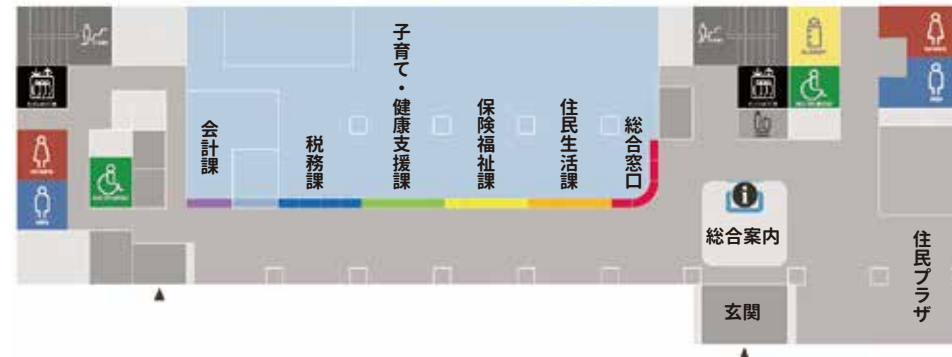 会計課
税務課
子育て・健康支援課
保険福祉課
住民生活課
総合窓口
総合案内
玄関
住民プラザ